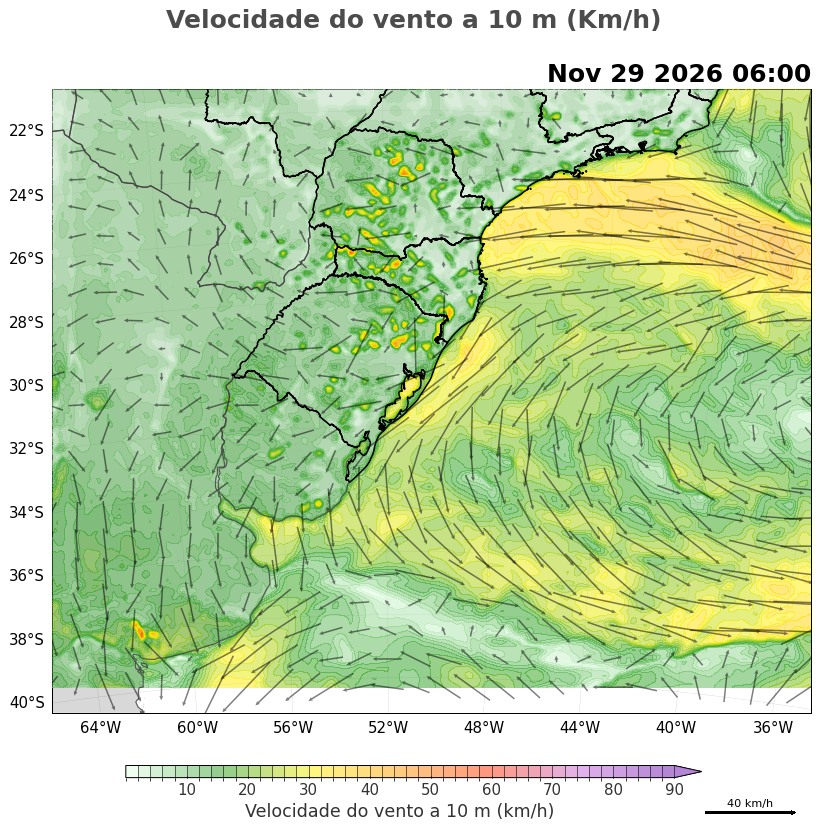 Velocidade do vento a 10 m (Km/h)
Nov 29 2026 06:00
22°S
24°S
26°S
28°S
30°S
32°S
34°S
36°S
38°S
40°S
64°W 60°W 56°W 52°W 48°W 44°W 40°W 36°W
10 20 30 40 50 60 70 80 90
Velocidade do vento a 10 m (km/h)
40 km/h